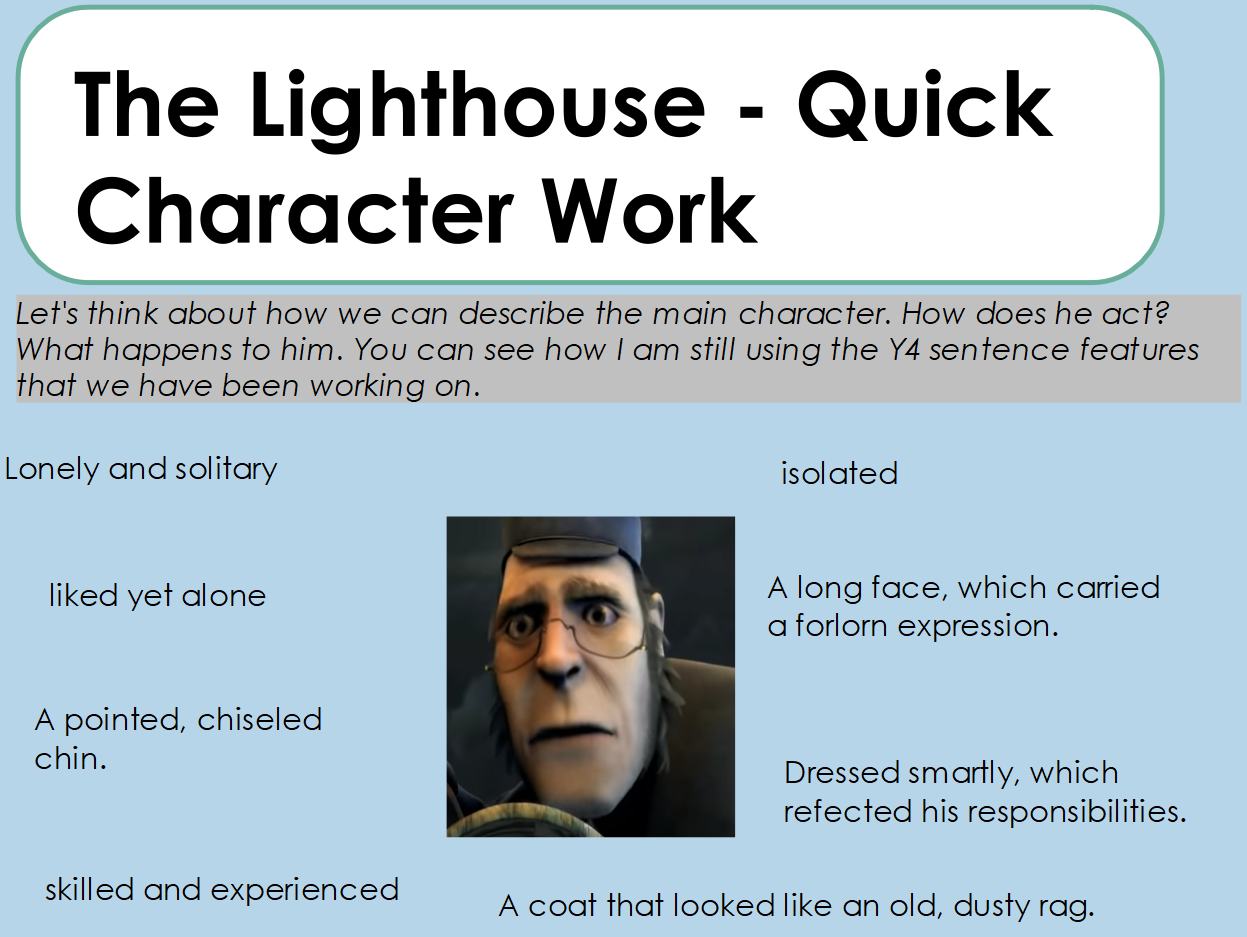 The Lighthouse - Quick
Character Work
Let's think about how we can describe the main character. How does he act?
What happens to him. You can see how I am still using the Y4 sentence features
that we have been working on.
Lonely and solitary
isolated
liked yet alone
A long face, which carried
a forlorn expression.
A pointed, chiseled
chin.
Dressed smartly, which
refected his responsibilities.
skilled and experienced
A coat that looked like an old, dusty rag.